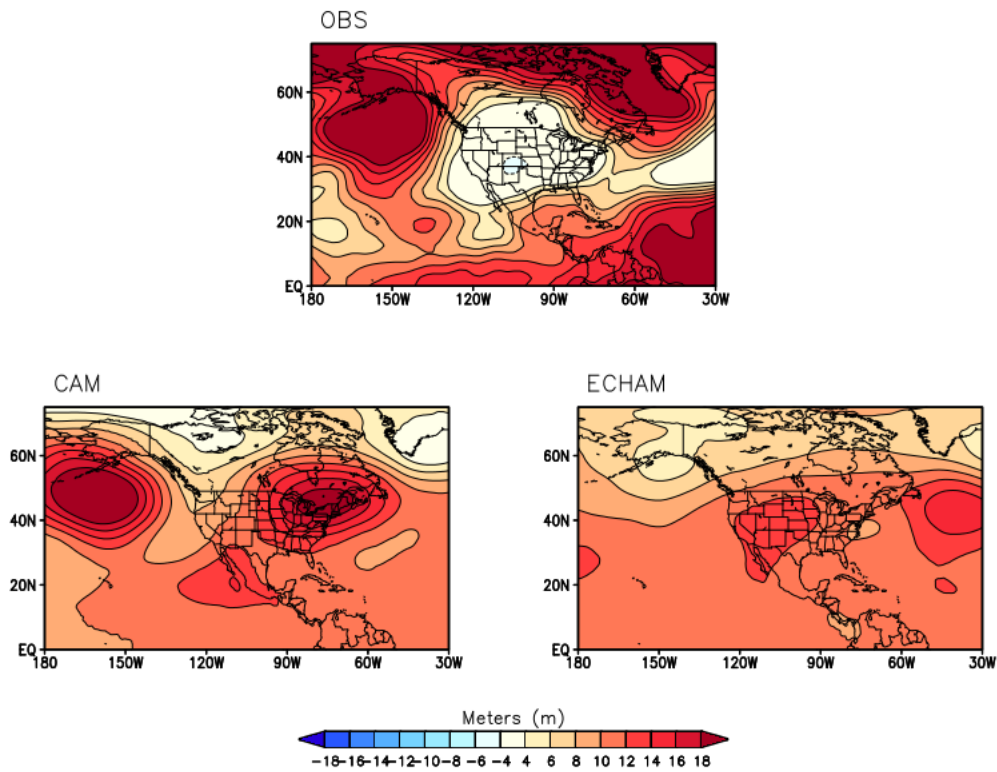 OBS
60N
40N
20N
EQ
180 150W 120W 90W 60W 30W
CAM ECHAM
60N 60N
40N 40N
20N 20N
EQ EQ
180 150W 120W 90W 60W 30W 180 150W 120W 90W 60W 30W
Meters (m)
-18-16-14-12-10-8 -6 -4 4 6 8 10 12 14 16 18